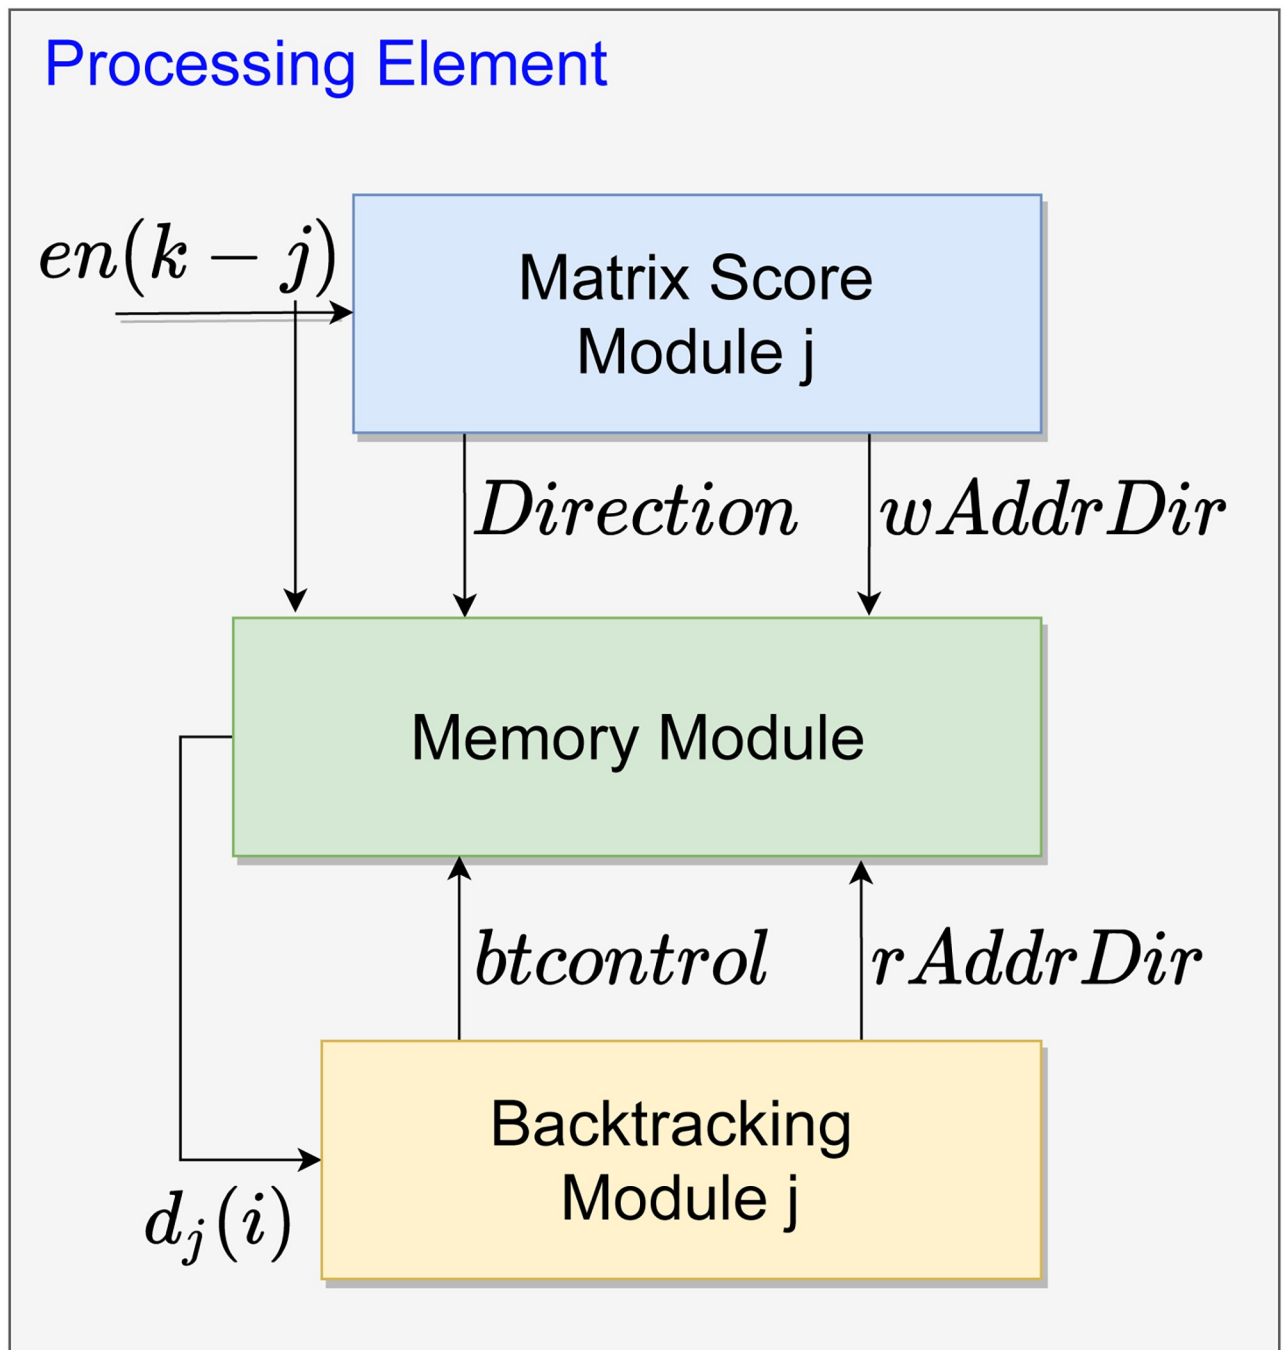 Processing Element
en(k − j)
Matrix Score
Module j
Direction
wAddrDir
Memory Module
btcontrol
rAddrDir
Backtracking
Module j
d_j(i)